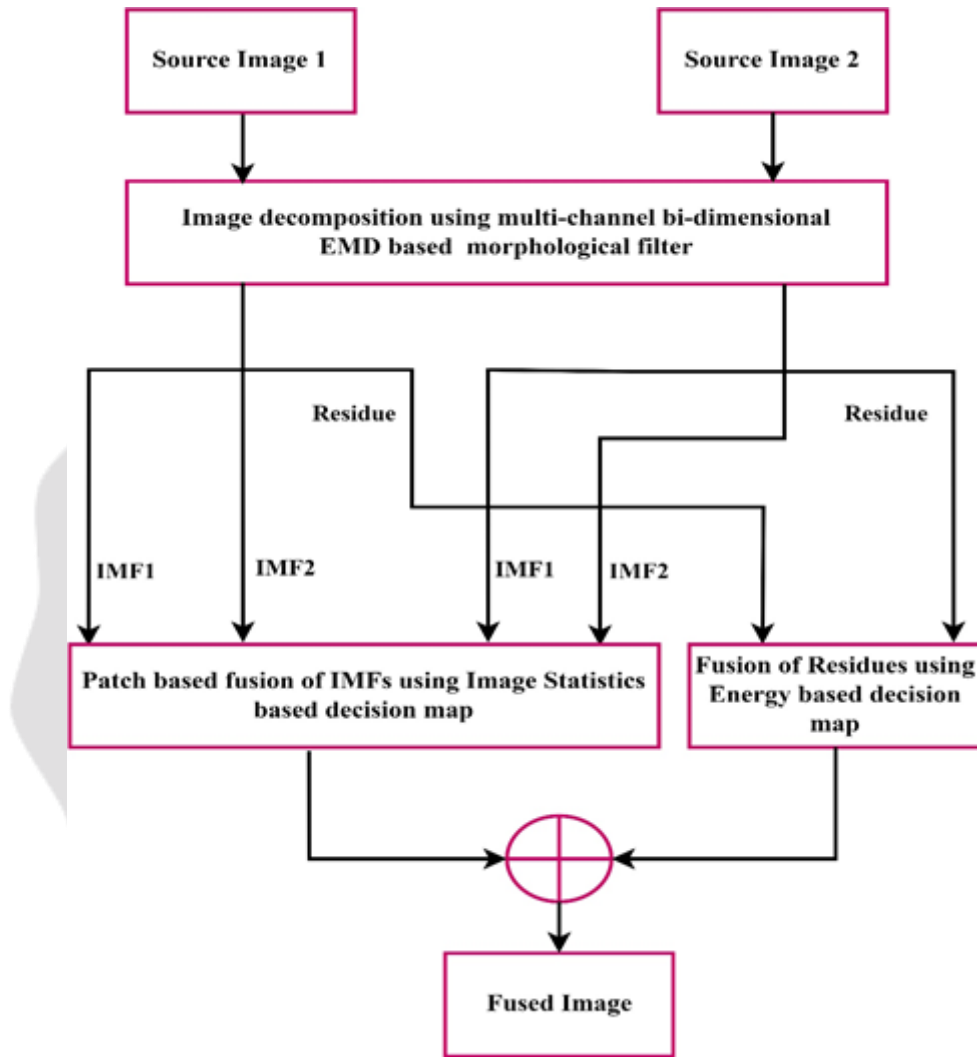 Source Image 1
Source Image 2
Image decomposition using multi-channel bi-dimensional
EMD based morphological filter
Residue
Residue
IMF1
IMF2
IMF1
IMF2
Patch based fusion of IMFs using Image Statistics
based decision map
Fusion of Residues using
Energy based decision
map
Fused Image